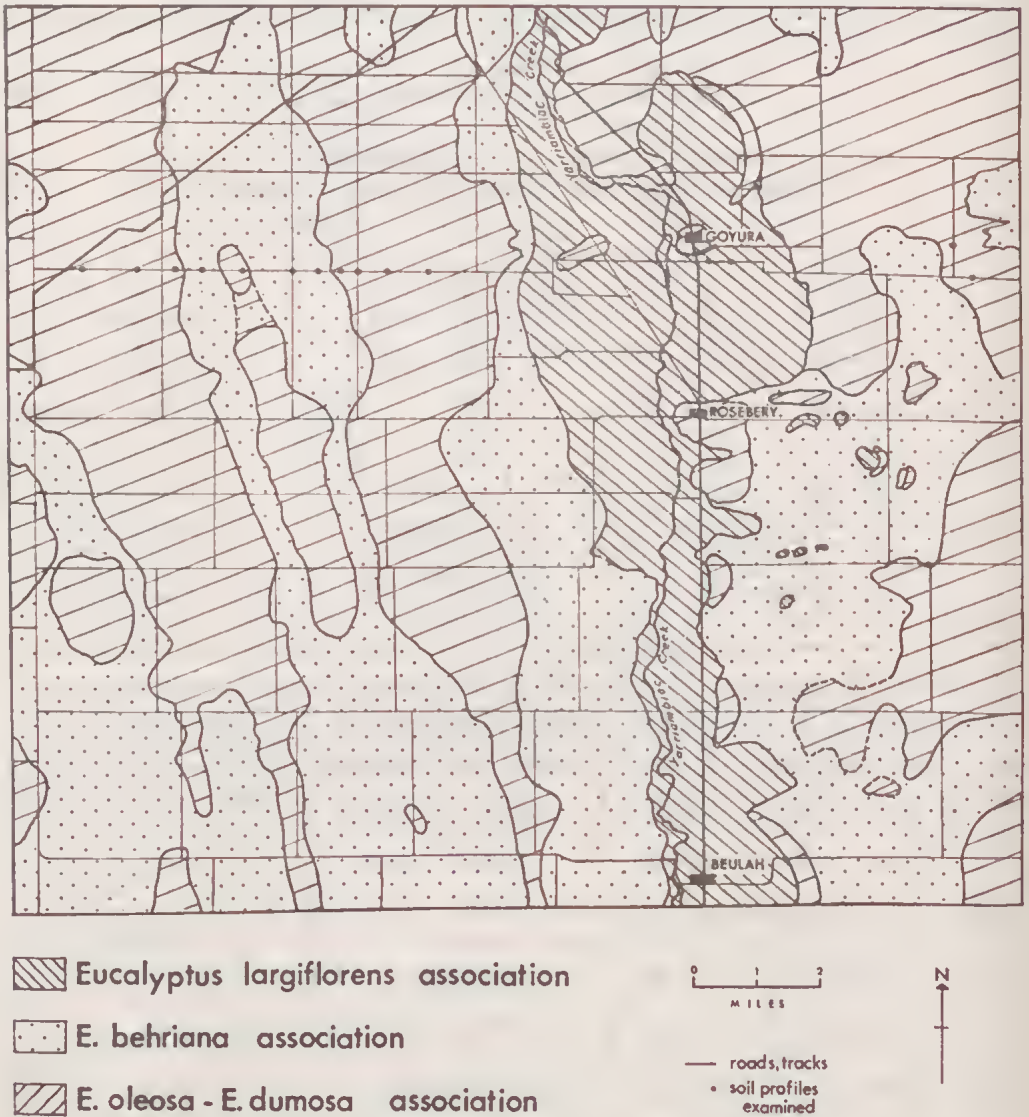 Yarriambiac Creek
GOYURA
ROSEBERY
Yarriambiac Creek
BEULAH
Eucalyptus largiflorens association
E. behriana association
E. oleosa - E. dumosa association
0 1 2
MILES
N
roads, tracks
soil profiles
examined